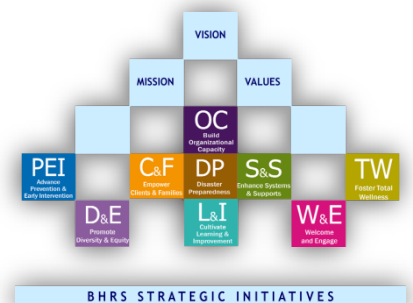 VISION
MISSION
VALUES
OC
Build
Organizational
Capacity
PEI
Advance
Prevention &
Early Intervention
C&F
Empower
Clients & Families
DP
Disaster
Preparedness
S&S
Enhance Systems
& Supports
TW
Foster Total
Wellness
D&E
Promote
Diversity & Equity
L&I
Cultivate
Learning &
Improvement
W&E
Welcome
and Engage
BHRS STRATEGIC INITIATIVES